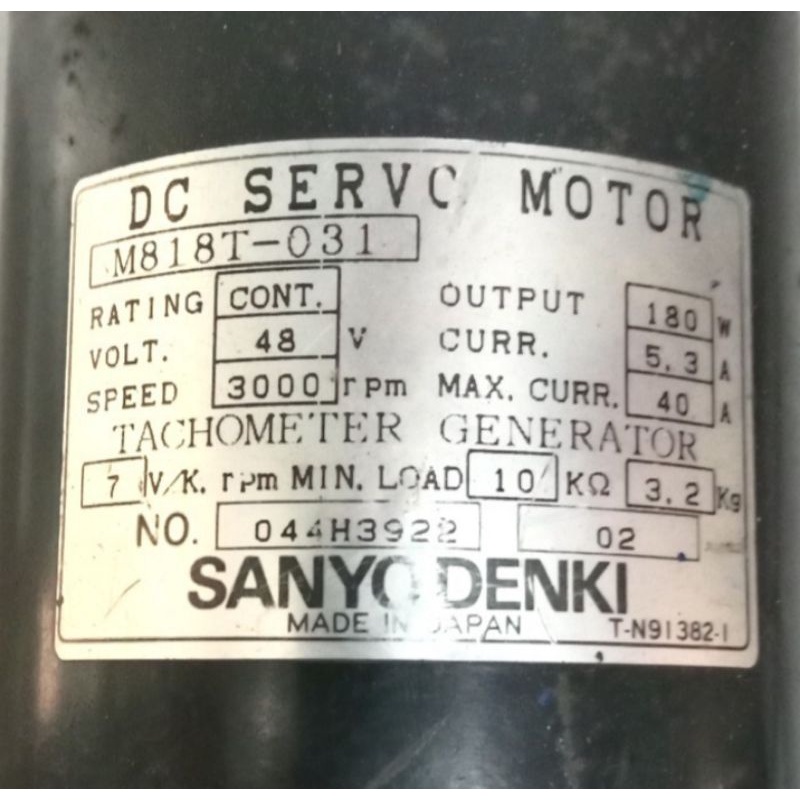 DC SERVO MOTOR
M818T-031
RATING CONT. OUTPUT 180 W
VOLT. 48 V CURR. 5.3 A
SPEED 3000 rpm MAX. CURR. 40 A
TACHOMETER GENERATOR
7 V/K. rpm MIN. LOAD 10 KΩ 3.2 Kg
NO. 044H3922 02
SANYO DENKI
MADE IN JAPAN T-N91382-1